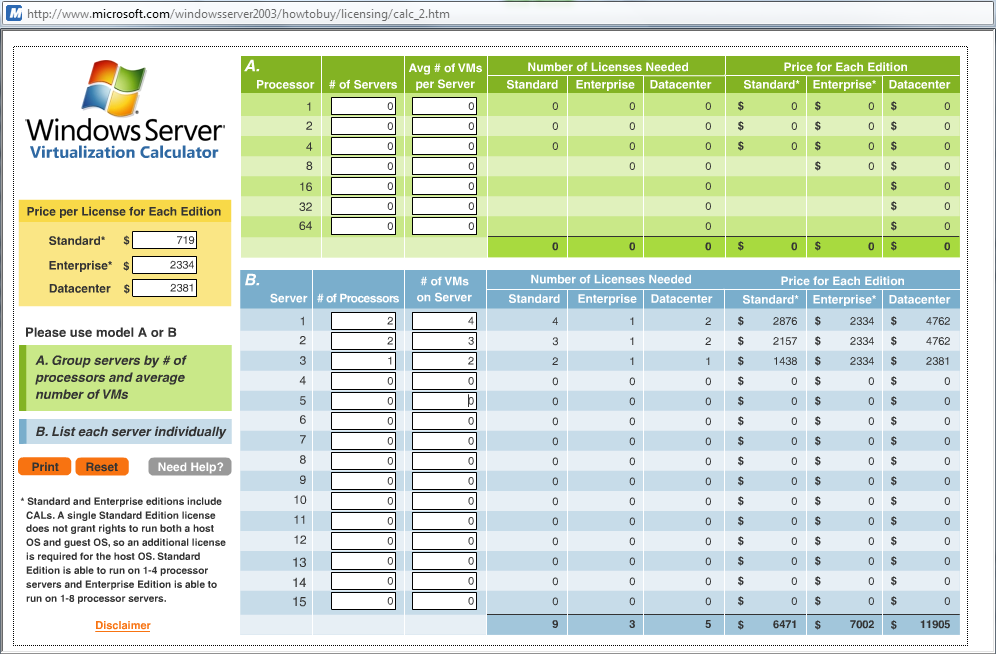 http://www.microsoft.com/windowsserver2003/howtobuy/licensing/calc_2.htm
Windows Server
Virtualization Calculator
Price per License for Each Edition
Standard* $ 719
Enterprise* $ 2334
Datacenter $ 2381
Please use model A or B
A. Group servers by # of
processors and average
number of VMs
B. List each server individually
Print Reset Need Help?
* Standard and Enterprise editions include
CALs. A single Standard Edition license
does not grant rights to run both a host
OS and guest OS, so an additional license
is required for the host OS. Standard
Edition is able to run on 1-4 processor
servers and Enterprise Edition is able to
run on 1-8 processor servers.
Disclaimer
A. Avg # of VMs Number of Licenses Needed Price for Each Edition
Processor # of Servers per Server Standard Enterprise Datacenter Standard* Enterprise* Datacenter
1 0 0 0 0 0 $ 0 $ 0 $ 0
2 0 0 0 0 0 $ 0 $ 0 $ 0
4 0 0 0 0 0 $ 0 $ 0 $ 0
8 0 0 0 0 $ 0 $ 0
16 0 0 0 $ 0
32 0 0 0 $ 0
64 0 0 0 $ 0
0 0 0 $ 0 $ 0 $ 0
B. # of VMs Number of Licenses Needed Price for Each Edition
Server # of Processors on Server Standard Enterprise Datacenter Standard* Enterprise* Datacenter
1 2 4 4 1 2 $ 2876 $ 2334 $ 4762
2 2 3 3 1 2 $ 2157 $ 2334 $ 4762
3 1 2 2 1 1 $ 1438 $ 2334 $ 2381
4 0 0 0 0 0 $ 0 $ 0 $ 0
5 0 0 0 0 0 $ 0 $ 0 $ 0
6 0 0 0 0 0 $ 0 $ 0 $ 0
7 0 0 0 0 0 $ 0 $ 0 $ 0
8 0 0 0 0 0 $ 0 $ 0 $ 0
9 0 0 0 0 0 $ 0 $ 0 $ 0
10 0 0 0 0 0 $ 0 $ 0 $ 0
11 0 0 0 0 0 $ 0 $ 0 $ 0
12 0 0 0 0 0 $ 0 $ 0 $ 0
13 0 0 0 0 0 $ 0 $ 0 $ 0
14 0 0 0 0 0 $ 0 $ 0 $ 0
15 0 0 0 0 0 $ 0 $ 0 $ 0
9 3 5 $ 6471 $ 7002 $ 11905